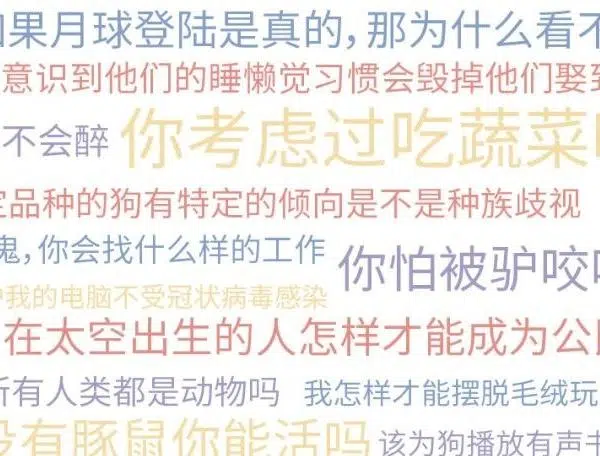 如果月球登陆是真的，那为什么看不
意识到他们的睡懒觉习惯会毁掉他们娶到
不会醉
你考虑过吃蔬菜吗
定品种的狗有特定的倾向是不是种族歧视
鬼，你会找什么样的工作
你怕被驴咬吗
护我的电脑不受冠状病毒感染
在太空出生的人怎样才能成为公民
所有人类都是动物吗
我怎样才能摆脱毛绒玩
没有豚鼠你能活吗
该为狗播放有声书